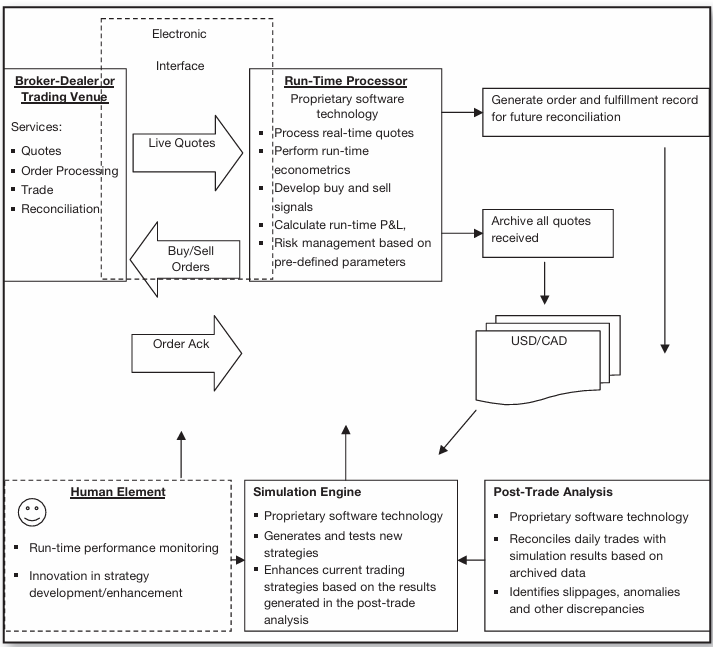 Electronic
Interface
Broker-Dealer or
Trading Venue
Services:
▪ Quotes
▪ Order Processing
▪ Trade
▪ Reconciliation
Live Quotes
Buy/Sell
Orders
Order Ack
Run-Time Processor
Proprietary software
technology
▪ Process real-time quotes
▪ Perform run-time
econometrics
▪ Develop buy and sell
signals
▪ Calculate run-time P&L,
▪ Risk management based on
pre-defined parameters
Generate order and fulfillment record
for future reconciliation
Archive all quotes
received
USD/CAD
Human Element
▪ Run-time performance monitoring
▪ Innovation in strategy
development/enhancement
Simulation Engine
▪ Proprietary software technology
▪ Generates and tests new
strategies
▪ Enhances current trading
strategies based on the results
generated in the post-trade
analysis
Post-Trade Analysis
▪ Proprietary software technology
▪ Reconciles daily trades with
simulation results based on
archived data
▪ Identifies slippages, anomalies
and other discrepancies